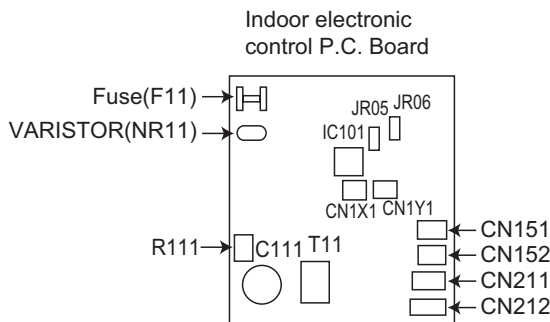 Indoor electronic
control P.C. Board
Fuse(F11)
VARISTOR(NR11)
JR05 JR06
IC101
CN1X1 CN1Y1
R111
C111 T11
CN151
CN152
CN211
CN212